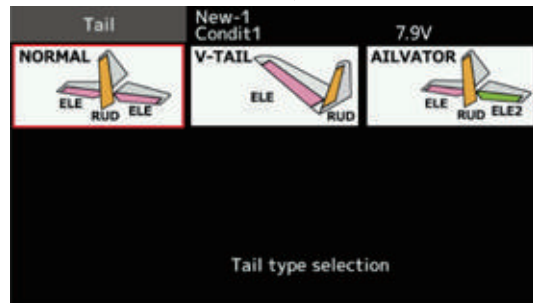 Tail
New-1
Condit1
7.9V
NORMAL
ELE
RUD
ELE
V-TAIL
ELE
RUD
AILVATOR
ELE
RUD
ELE2
Tail type selection